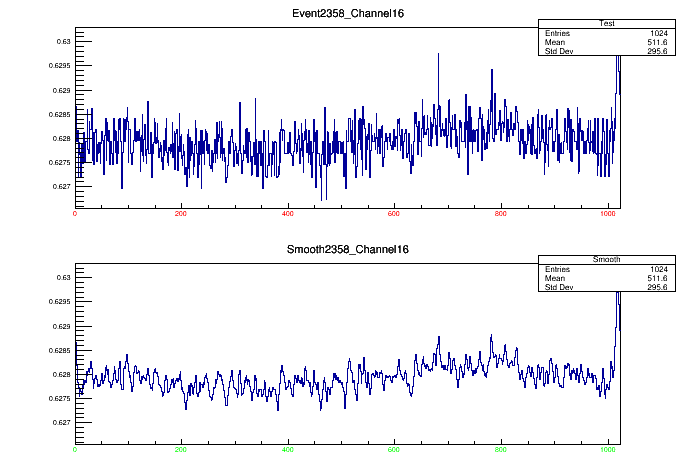 Event2358_Channel16
Test
Entries 1024
Mean 511.6
Std Dev 295.6
0.63
0.6295
0.629
0.6285
0.628
0.6275
0.627
0 200 400 600 800 1000
Smooth2358_Channel16
Smooth
Entries 1024
Mean 511.6
Std Dev 295.6
0.63
0.6295
0.629
0.6285
0.628
0.6275
0.627
0 200 400 600 800 1000